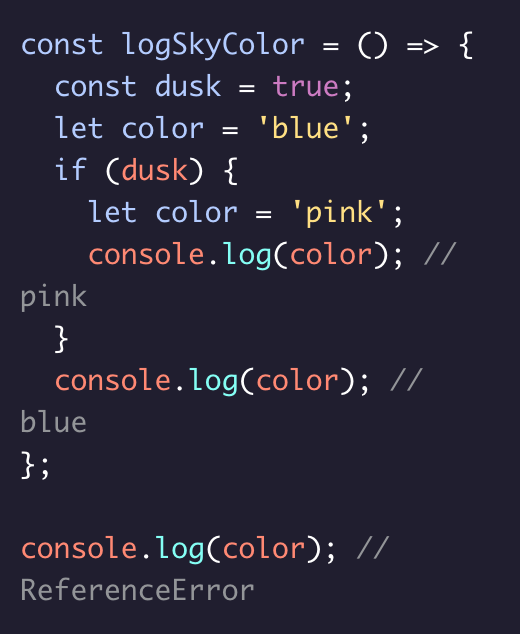 const logSkyColor = () => {
  const dusk = true;
  let color = 'blue';
  if (dusk) {
    let color = 'pink';
    console.log(color); //
pink
  }
  console.log(color); //
blue
};

console.log(color); //
ReferenceError